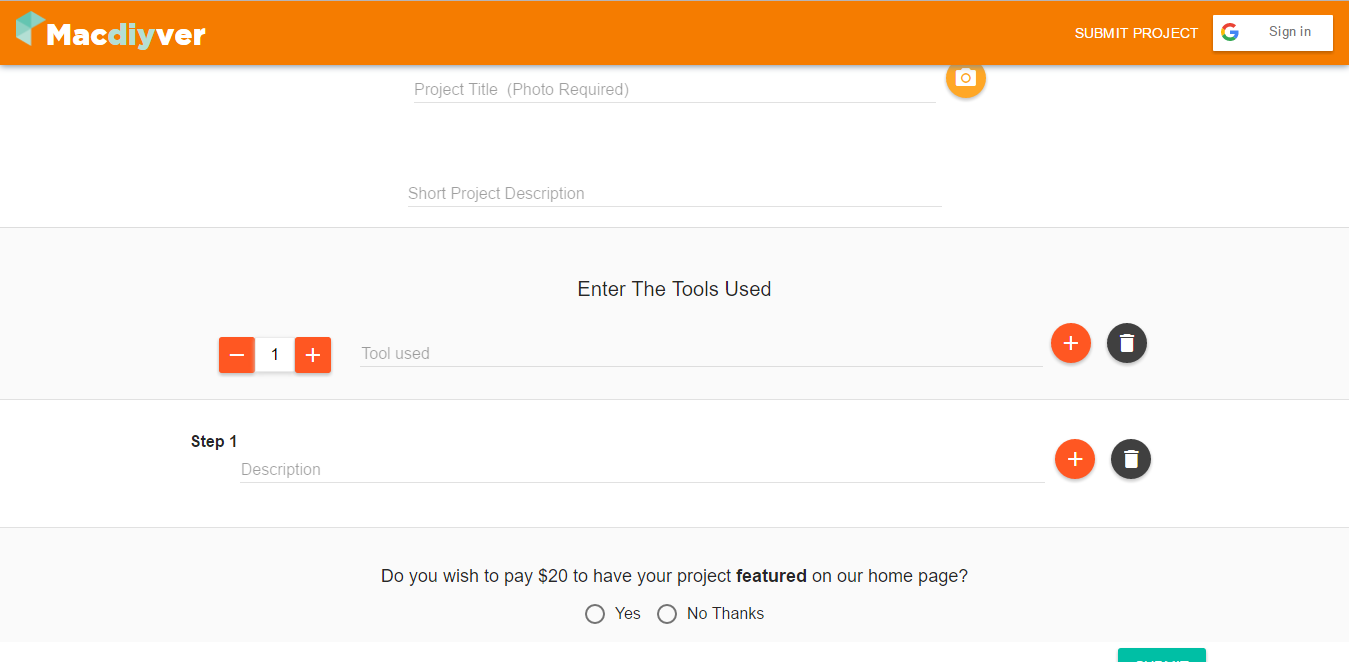 Macdiyver
SUBMIT PROJECT
Sign in
Project Title (Photo Required)
Short Project Description
Enter The Tools Used
1
Tool used
Step 1
Description
Do you wish to pay $20 to have your project featured on our home page?
Yes
No Thanks